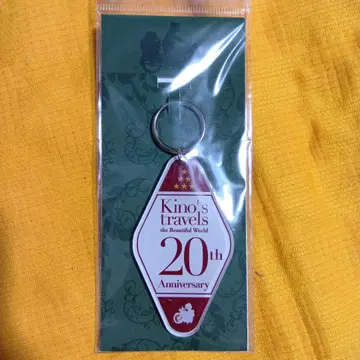 Kino's
travels
the Beautiful World
20th
Anniversary